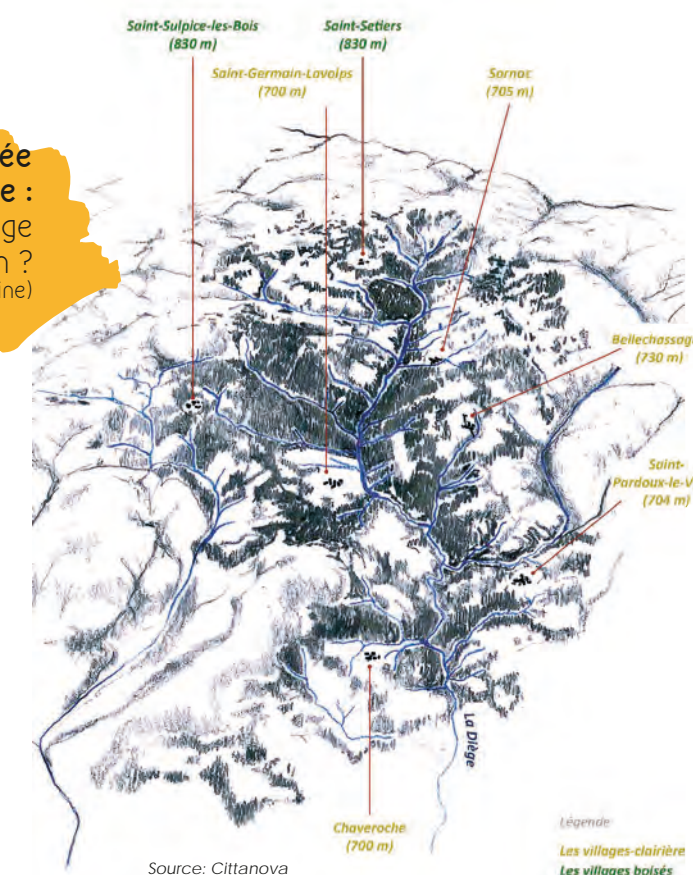 Saint-Sulpice-les-Bois
(830 m)
Saint-Setiers
(830 m)
Saint-Germain-Lavolps
(700 m)
Sornac
(705 m)
ée
e :
ge
n ?
ine)
Bellechassagne
(730 m)
Saint-
Pardoux-le-V
(704 m)
La Diège
Chaveroche
(700 m)
Légende
Les villages-clairière
Les villages boisés
Source: Cittanova